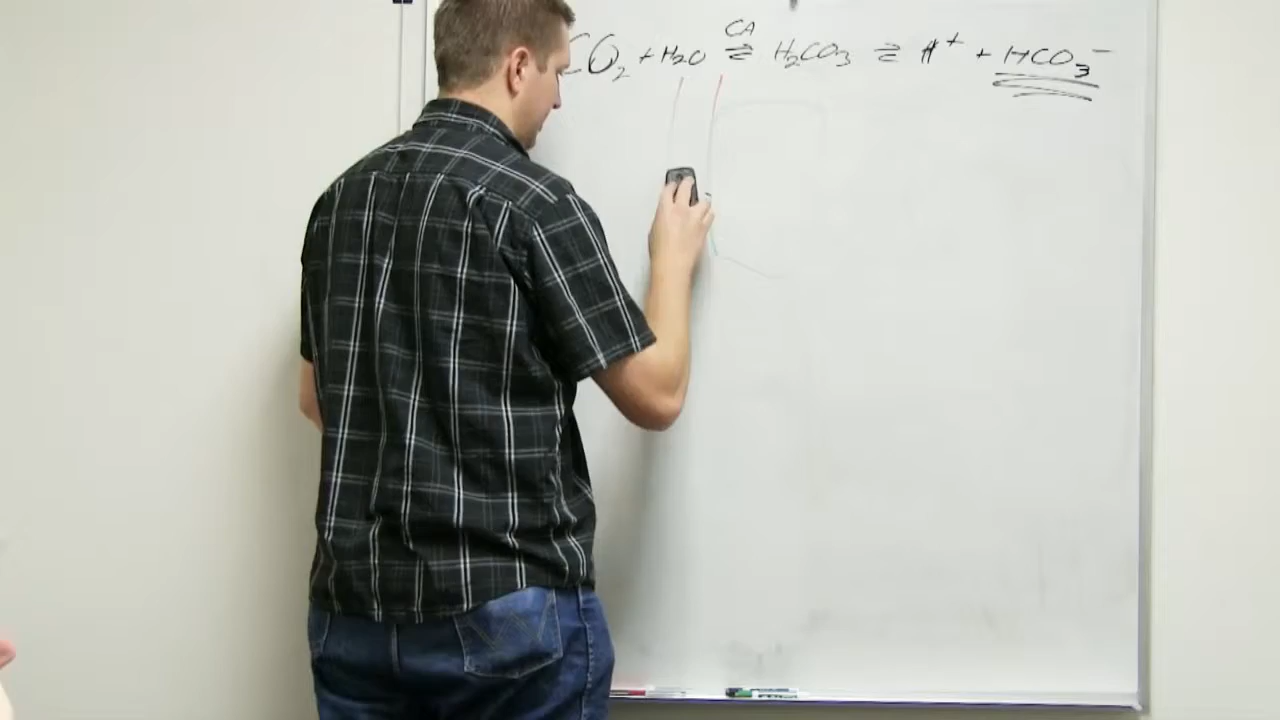 CA
CO₂ + H₂O ⇌ H₂CO₃ ⇌ H⁺ + HCO₃⁻